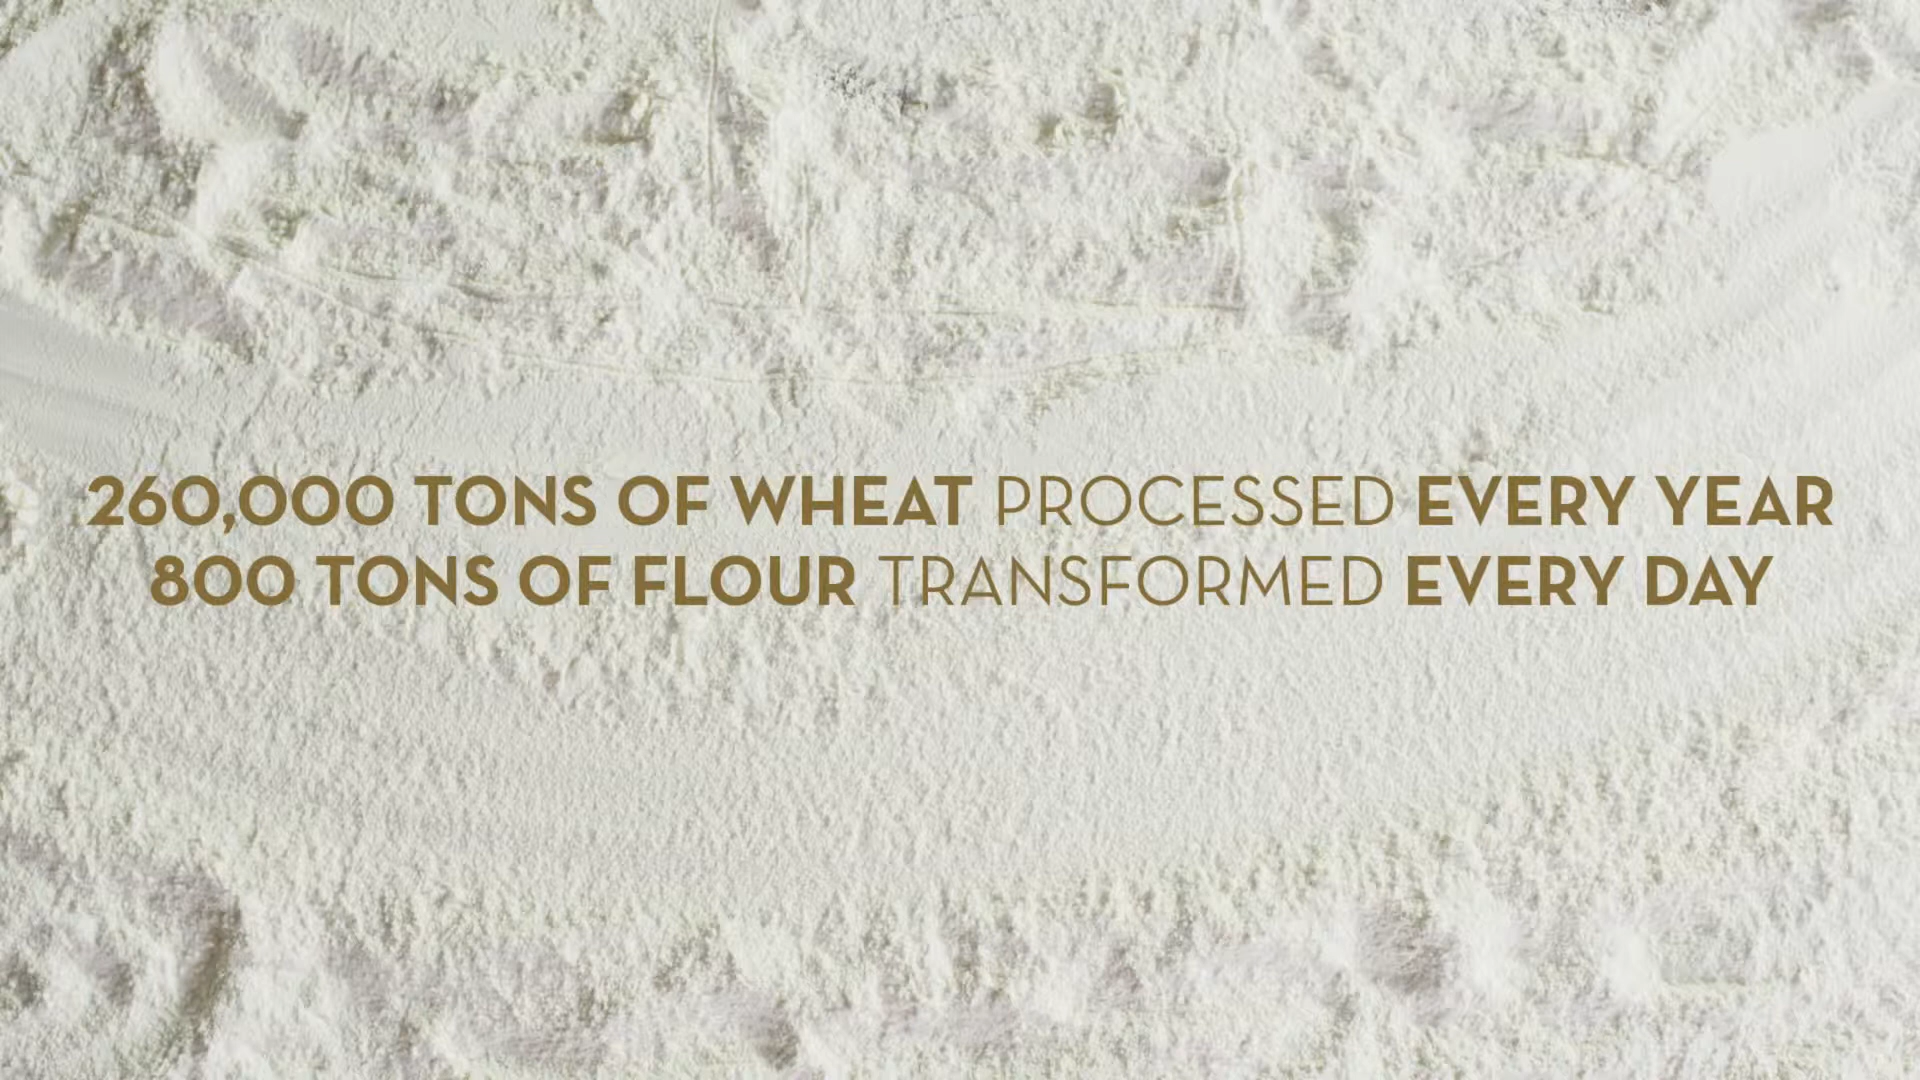 260,000 TONS OF WHEAT PROCESSED EVERY YEAR
800 TONS OF FLOUR TRANSFORMED EVERY DAY